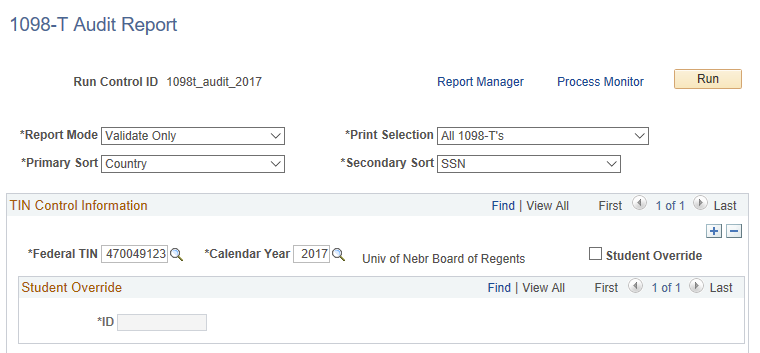 1098-T Audit Report
Run Control ID 1098t_audit_2017 Report Manager Process Monitor Run
*Report Mode Validate Only *Print Selection All 1098-T's
*Primary Sort Country *Secondary Sort SSN
TIN Control Information Find | View All First 1 of 1 Last
*Federal TIN 470049123 *Calendar Year 2017 Univ of Nebr Board of Regents Student Override
Student Override Find | View All First 1 of 1 Last
*ID